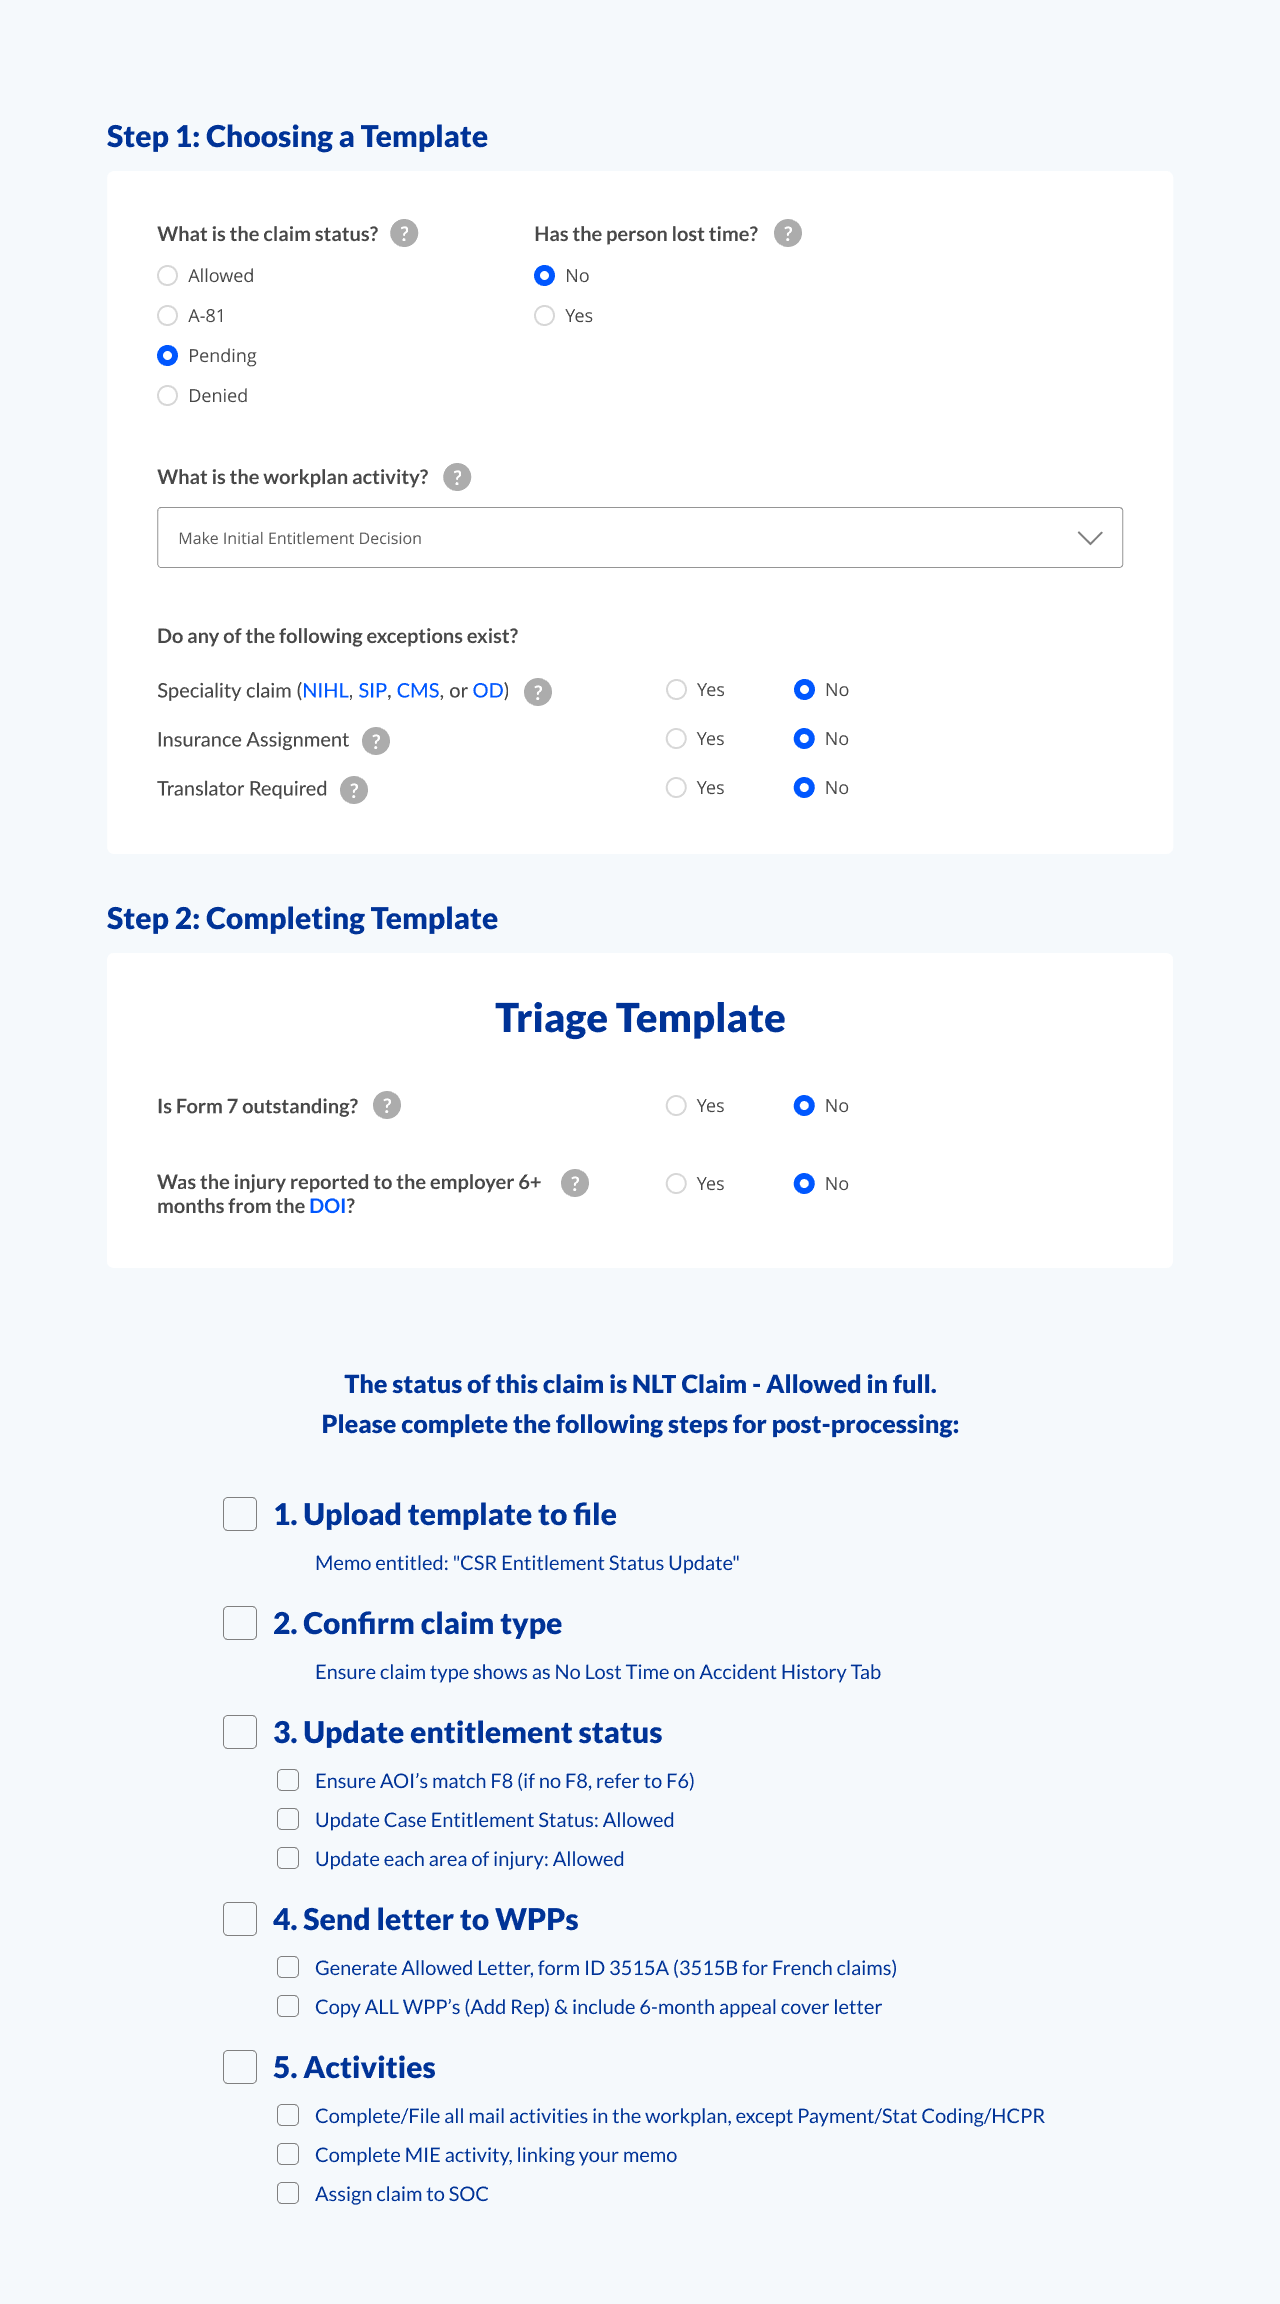 Step 1: Choosing a Template
What is the claim status? ?
Has the person lost time? ?
Allowed
No
A-81
Yes
Pending
Denied
What is the workplan activity? ?
Make Initial Entitlement Decision
Do any of the following exceptions exist?
Speciality claim (NIHL, SIP, CMS, or OD) ? Yes No
Insurance Assignment ? Yes No
Translator Required ? Yes No
Step 2: Completing Template
Triage Template
Is Form 7 outstanding? ? Yes No
Was the injury reported to the employer 6+ ? Yes No
months from the DOI?
The status of this claim is NLT Claim - Allowed in full.
Please complete the following steps for post-processing:
1. Upload template to file
Memo entitled: "CSR Entitlement Status Update"
2. Confirm claim type
Ensure claim type shows as No Lost Time on Accident History Tab
3. Update entitlement status
Ensure AOI’s match F8 (if no F8, refer to F6)
Update Case Entitlement Status: Allowed
Update each area of injury: Allowed
4. Send letter to WPPs
Generate Allowed Letter, form ID 3515A (3515B for French claims)
Copy ALL WPP’s (Add Rep) & include 6-month appeal cover letter
5. Activities
Complete/File all mail activities in the workplan, except Payment/Stat Coding/HCPR
Complete MIE activity, linking your memo
Assign claim to SOC